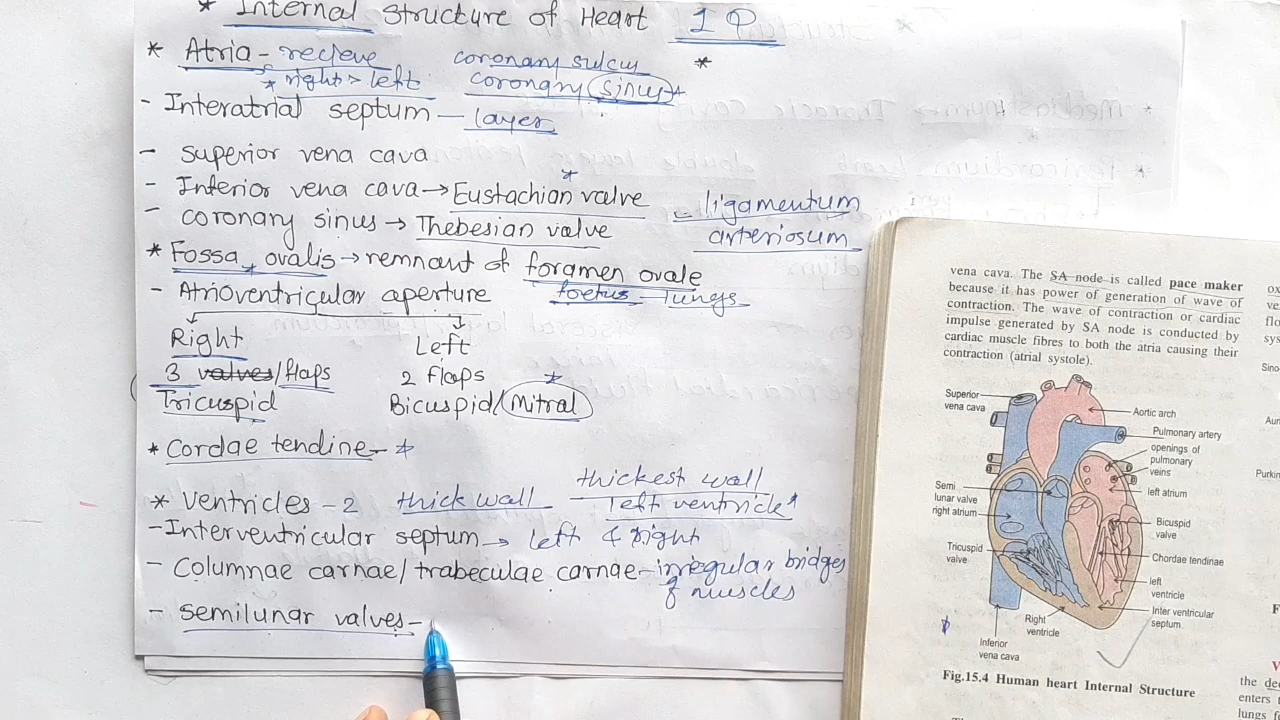 * Internal structure of Heart IP
* Atria - recieve
* right > left
coronary sulcus *
coronary sinus *
- Interatrial septum - layer
- superior vena cava
- Inferior vena cava → Eustachian valve *
- coronary sinus → Thebesian valve
- ligamentum
arteriosum
* Fossa ovalis → remnant of foramen ovale
foetus - lungs
- Atrioventricular aperture
Right Left
3 valves/flaps 2 flaps *
Tricuspid Bicuspid/Mitral
* Cordae tendine - *
* Ventricles - 2 thick wall thickest wall
left ventricle *
- Interventricular septum → left & right
- Columnae carnae/trabeculae carnae - irregular bridges
of muscles
- semilunar valves -
vena cava. The SA node is called pace maker
because it has power of generation of wave of
contraction. The wave of contraction or cardiac
impulse generated by SA node is conducted by
cardiac muscle fibres to both the atria causing their
contraction (atrial systole).
Superior
vena cava
Aortic arch
Pulmonary artery
openings of
pulmonary
veins
Semi
lunar valve
right atrium
left atrium
Bicuspid
valve
Tricuspid
valve
Chordae tendinae
left
ventricle
Inter ventricular
septum
Right
ventricle
Inferior
vena cava
Fig.15.4 Human heart Internal Structure
Sino-
the
enters
lungs